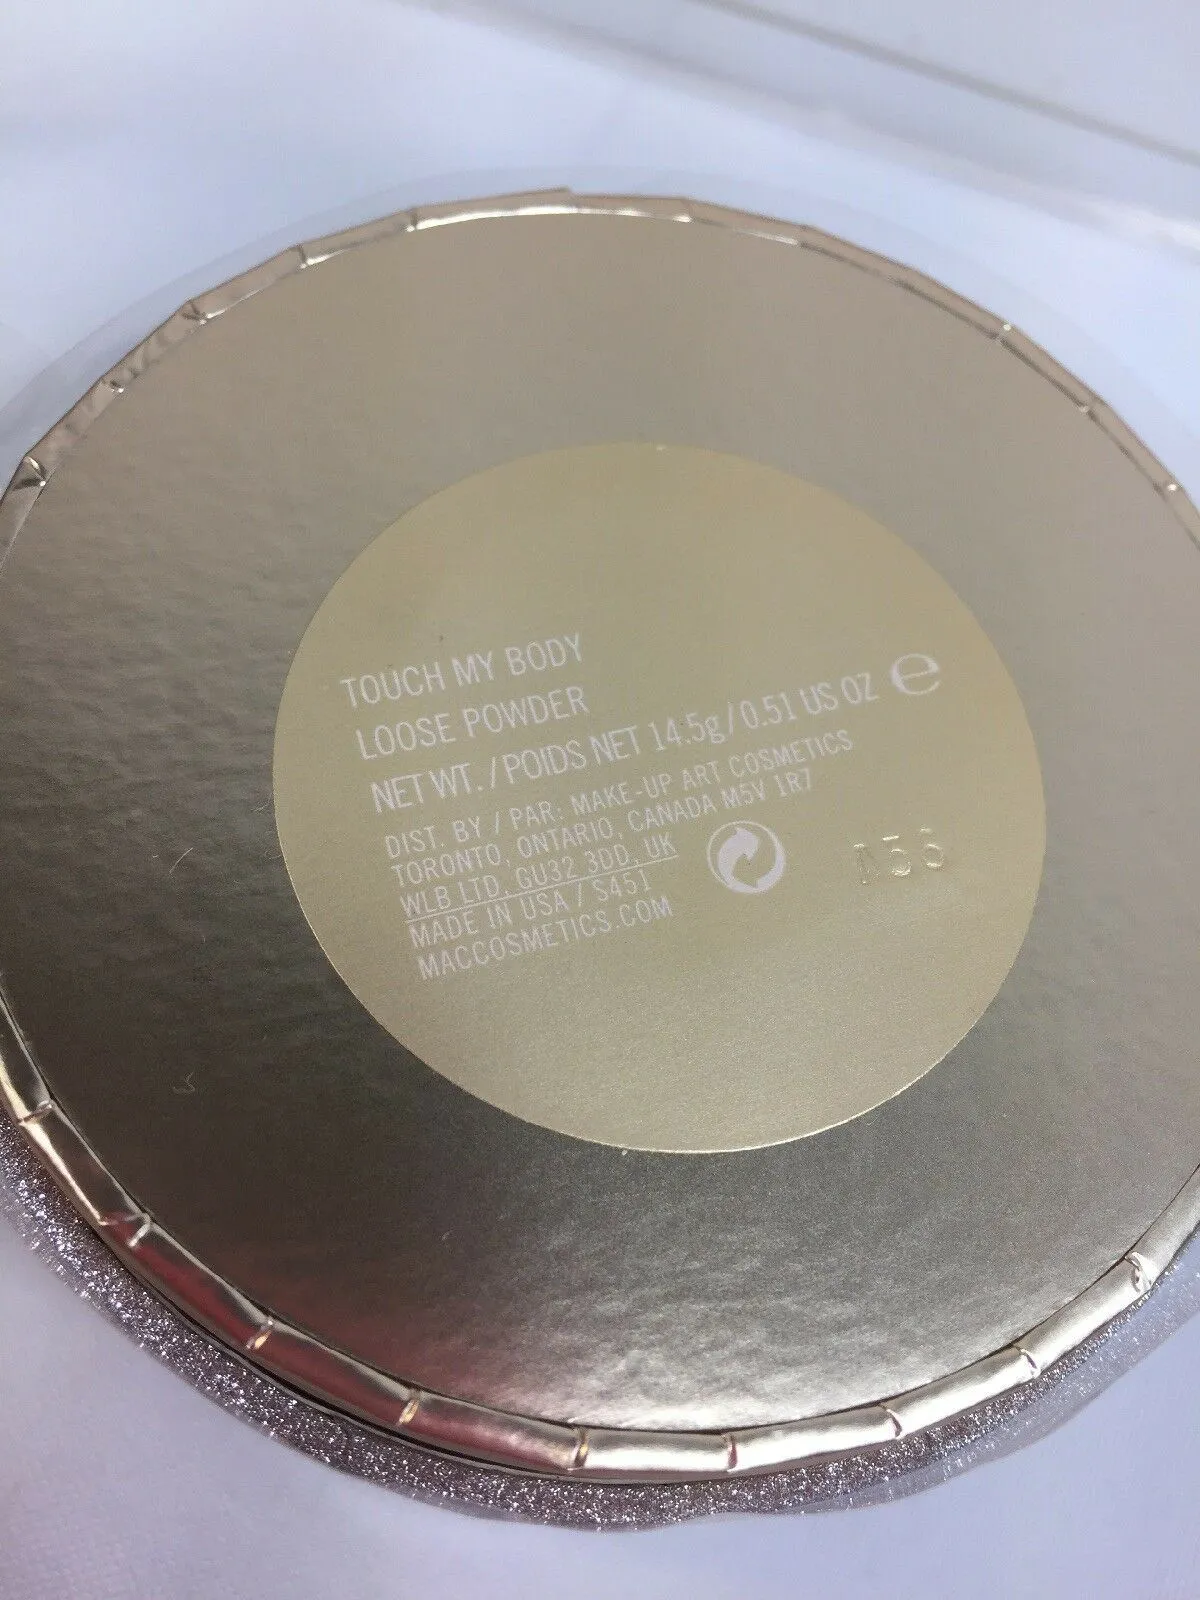 TOUCH MY BODY
LOOSE POWDER
NET WT. / POIDS NET 14.5g / 0.51 US OZ e
DIST. BY / PAR: MAKE-UP ART COSMETICS
TORONTO, ONTARIO, CANADA M5V 1R7
WLB LTD, GU32 3DD, UK
MADE IN USA / S451
MACCOSMETICS.COM